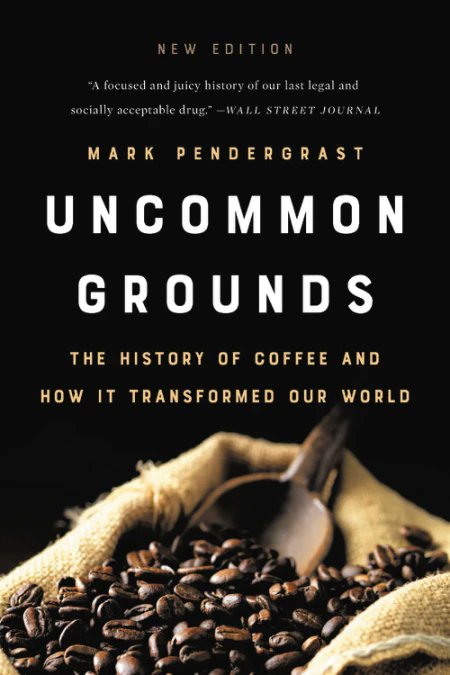 NEW EDITION
“A focused and juicy history of our last legal and
socially acceptable drug.” —WALL STREET JOURNAL
MARK PENDERGRAST
UNCOMMON
GROUNDS
THE HISTORY OF COFFEE AND
HOW IT TRANSFORMED OUR WORLD